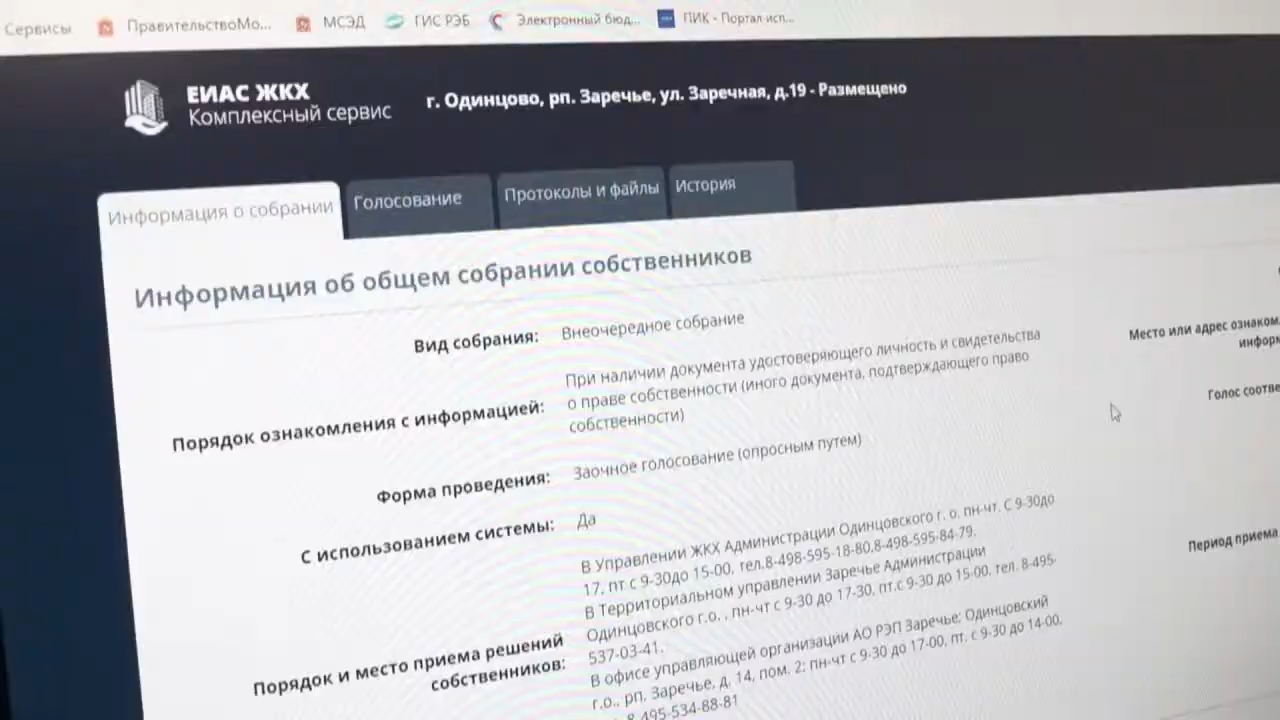 Сервисы ПравительствоМо... МСЭД ГИС РЭБ Электронный бюд... ПИК - Портал исп...
ЕИАС ЖКХ
Комплексный сервис
г. Одинцово, рп. Заречье, ул. Заречная, д.19 - Размещено
Информация о собрании Голосование Протоколы и файлы История
Информация об общем собрании собственников
Вид собрания: Внеочередное собрание
Порядок ознакомления с информацией:
При наличии документа удостоверяющего личность и свидетельства
о праве собственности (иного документа, подтверждающего право
собственности)
Форма проведения: Заочное голосование (опросным путем)
С использованием системы: Да
Порядок и место приема решений
собственников:
В Управлении ЖКХ Администрации Одинцовского г. о. пн-чт. С 9-30до
17, пт с 9-30до 15-00, тел.8-498-595-18-80,8-498-595-84-79.
В Территориальном управлении Заречье Администрации
Одинцовского г.о. , пн-чт с 9-30 до 17-30, пт.с 9-30 до 15-00, тел. 8-495-
537-03-41.
В офисе управляющей организации АО РЭП Заречье: Одинцовский
г.о., рп. Заречье, д. 14, пом. 2: пн-чт с 9-30 до 17-00, пт. с 9-30 до 14-00,
8-495-534-88-81
Место или адрес ознаком
информ
Голос соотве
Период приема